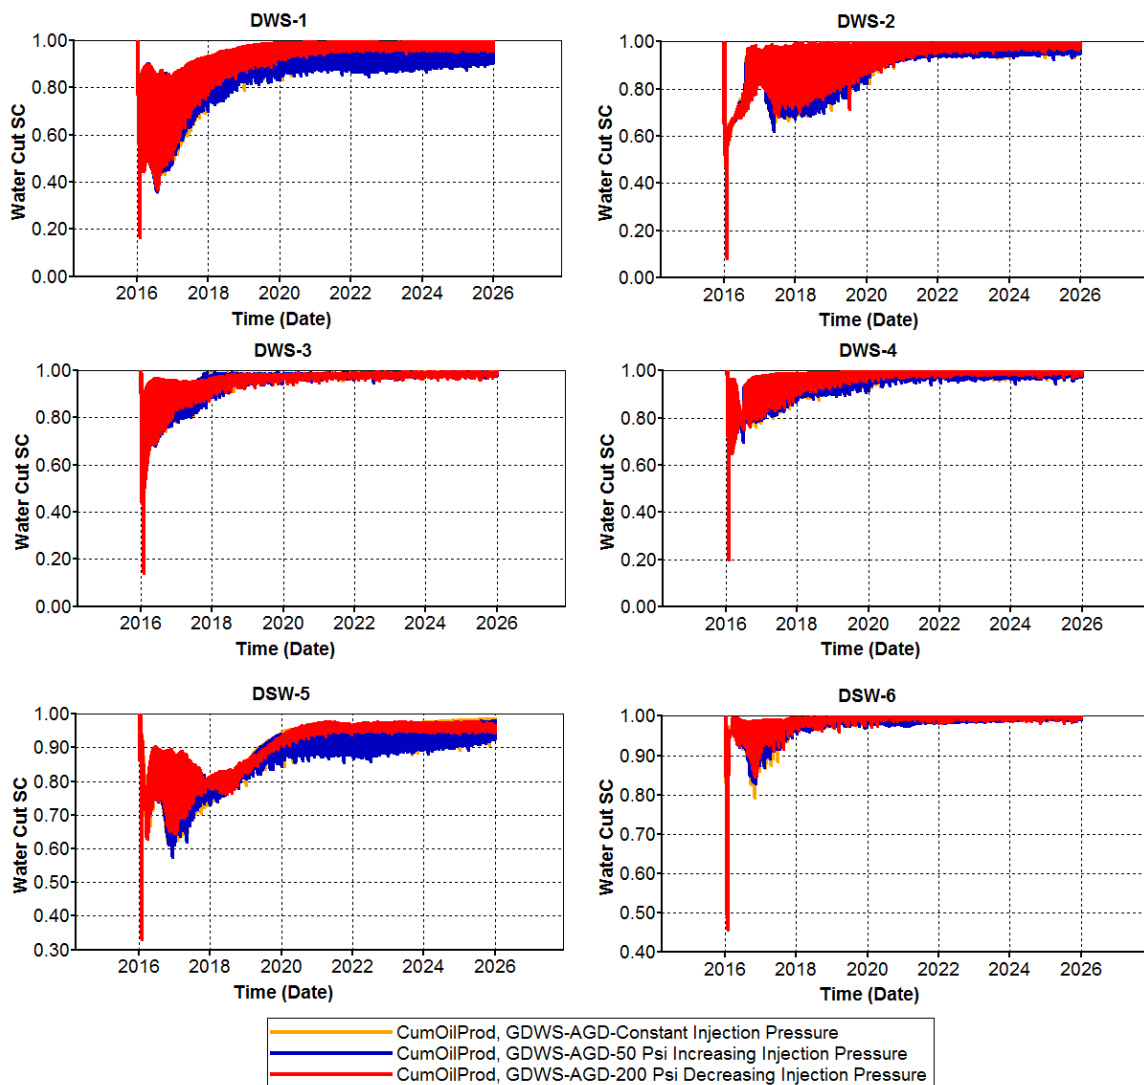 DWS-1
DWS-2
Water Cut SC
1.00
0.80
0.60
0.40
0.20
0.00
2016 2018 2020 2022 2024 2026
Time (Date)
Water Cut SC
1.00
0.80
0.60
0.40
0.20
0.00
2016 2018 2020 2022 2024 2026
Time (Date)
DWS-3
DWS-4
Water Cut SC
1.00
0.80
0.60
0.40
0.20
0.00
2016 2018 2020 2022 2024 2026
Time (Date)
Water Cut SC
1.00
0.80
0.60
0.40
0.20
0.00
2016 2018 2020 2022 2024 2026
Time (Date)
DSW-5
DSW-6
Water Cut SC
1.00
0.90
0.80
0.70
0.60
0.50
0.40
0.30
2016 2018 2020 2022 2024 2026
Time (Date)
Water Cut SC
1.00
0.90
0.80
0.70
0.60
0.50
0.40
2016 2018 2020 2022 2024 2026
Time (Date)
CumOilProd, GDWS-AGD-Constant Injection Pressure
CumOilProd, GDWS-AGD-50 Psi Increasing Injection Pressure
CumOilProd, GDWS-AGD-200 Psi Decreasing Injection Pressure